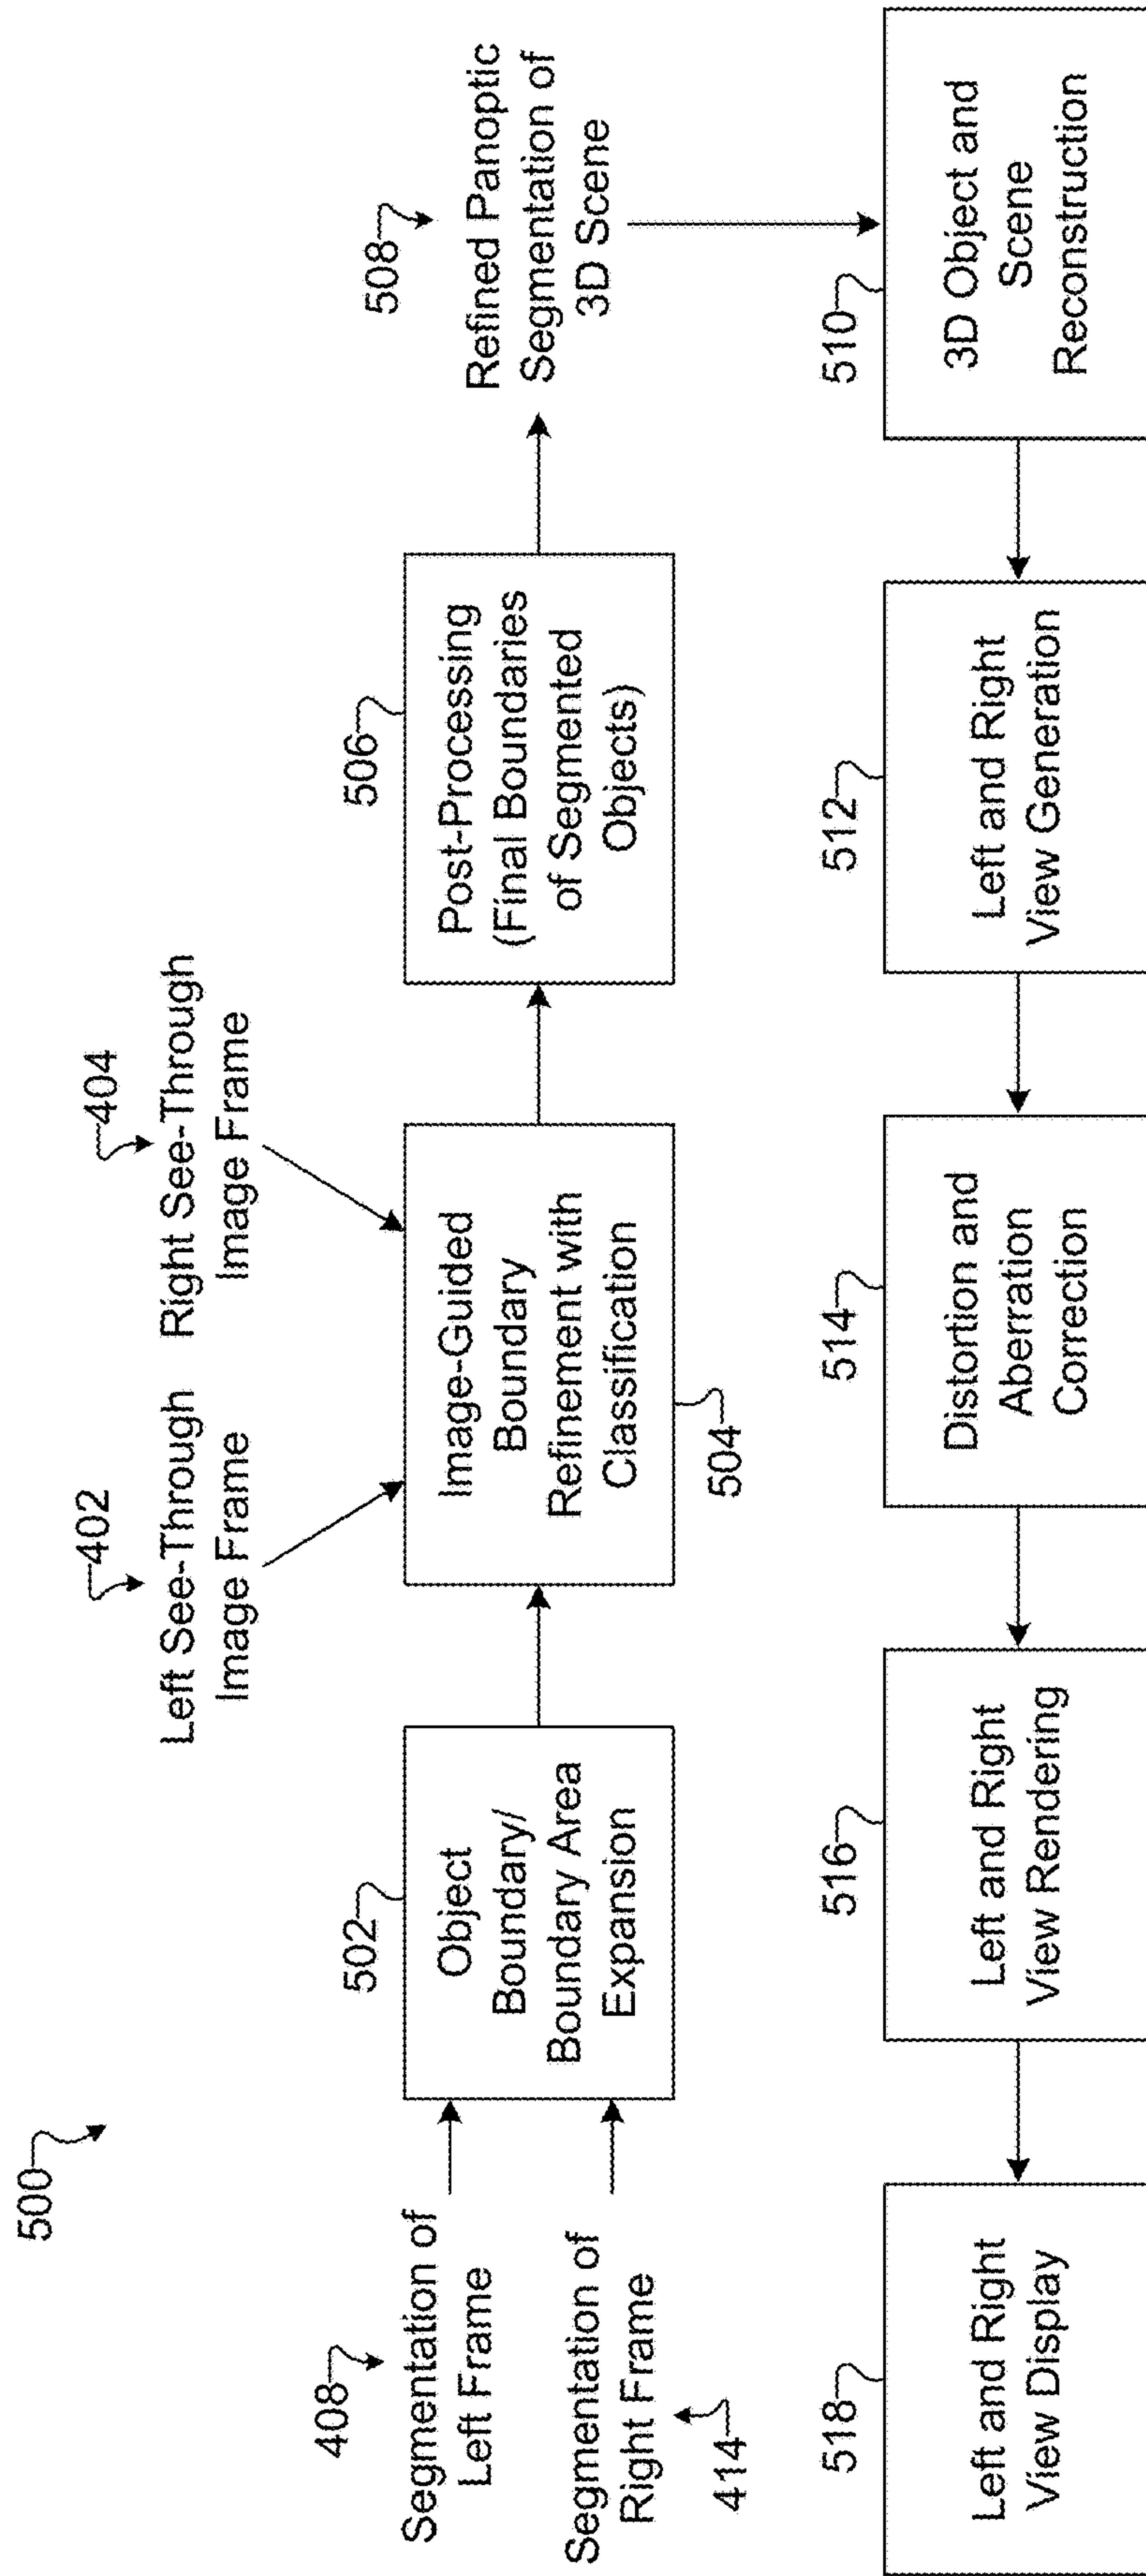 500
402
Left See-Through
Image Frame
404
Right See-Through
Image Frame
408
Segmentation of
Left Frame
Segmentation of
Right Frame
414
502
Object
Boundary/
Boundary Area
Expansion
Image-Guided
Boundary
Refinement with
Classification
504
506
Post-Processing
(Final Boundaries
of Segmented
Objects)
508
Refined Panoptic
Segmentation of
3D Scene
518
Left and Right
View Display
516
Left and Right
View Rendering
514
Distortion and
Aberration
Correction
512
Left and Right
View Generation
510
3D Object and
Scene
Reconstruction